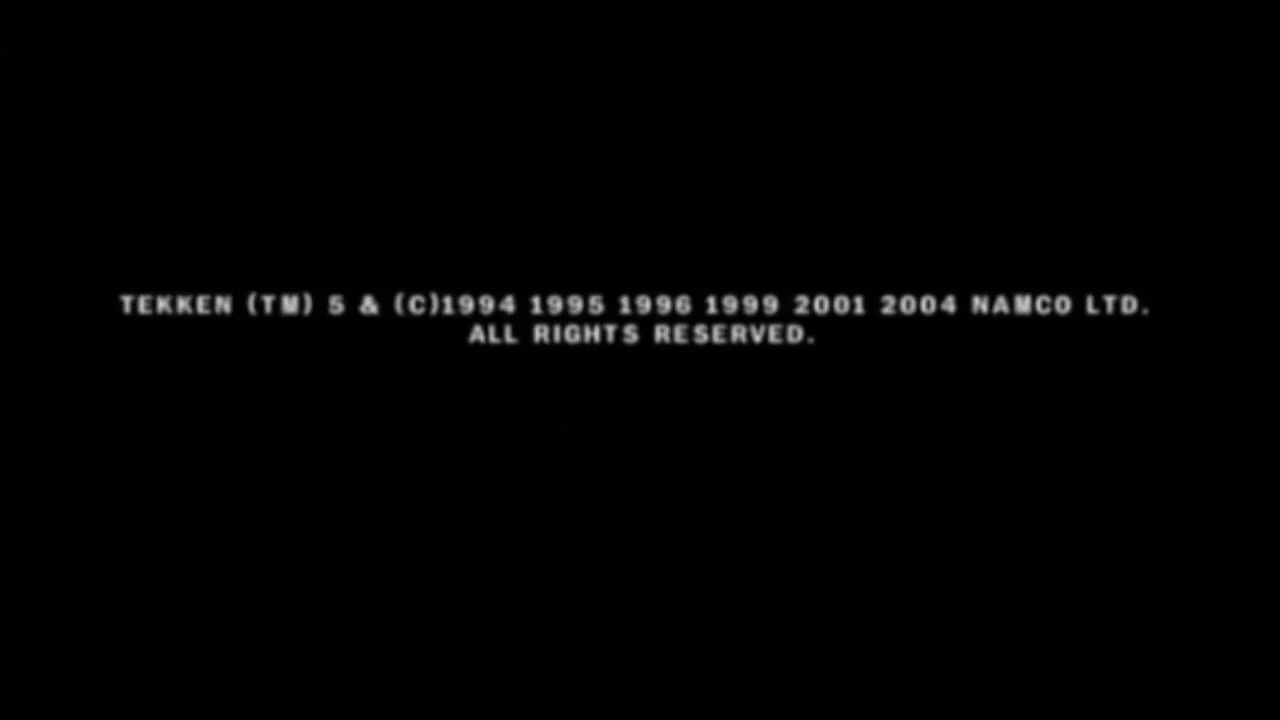 TEKKEN (TM) 5 & (C)1994 1995 1996 1999 2001 2004 NAMCO LTD.
ALL RIGHTS RESERVED.